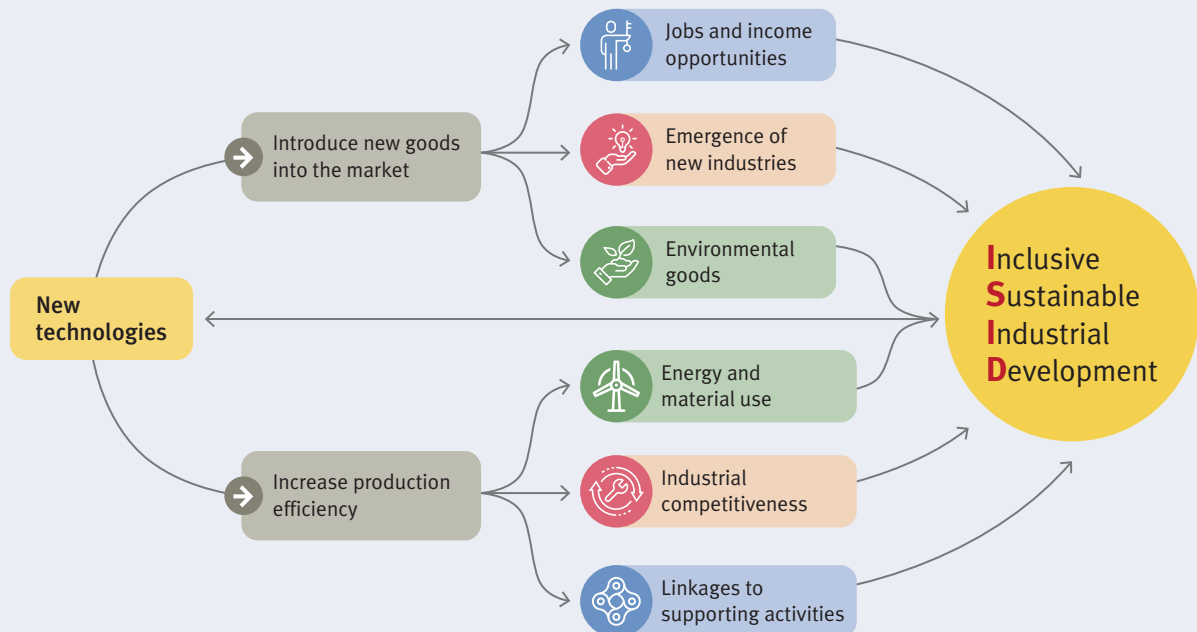 Jobs and income
opportunities
Introduce new goods
into the market
Emergence of
new industries
Environmental
goods
New
technologies
Inclusive
Sustainable
Industrial
Development
Energy and
material use
Increase production
efficiency
Industrial
competitiveness
Linkages to
supporting activities